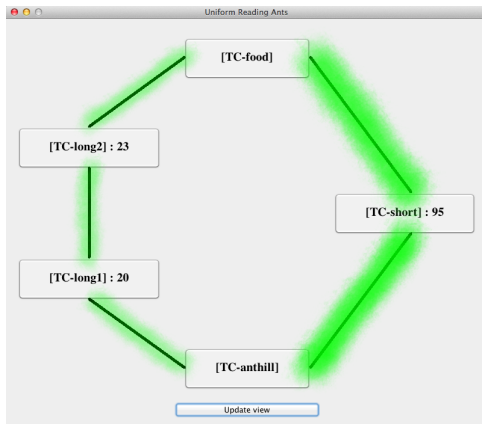 Uniform Reading Ants
[TC-food]
[TC-long2] : 23
[TC-short] : 95
[TC-long1] : 20
[TC-anthill]
Update view